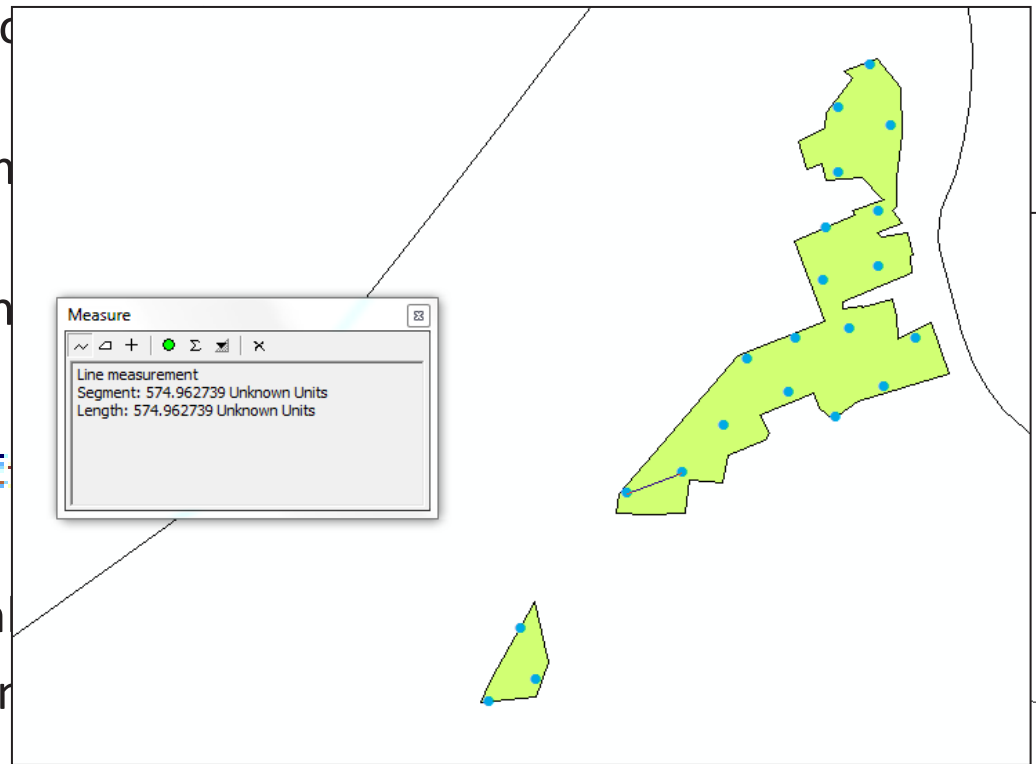 Measure
Line measurement
Segment: 574.962739 Unknown Units
Length: 574.962739 Unknown Units